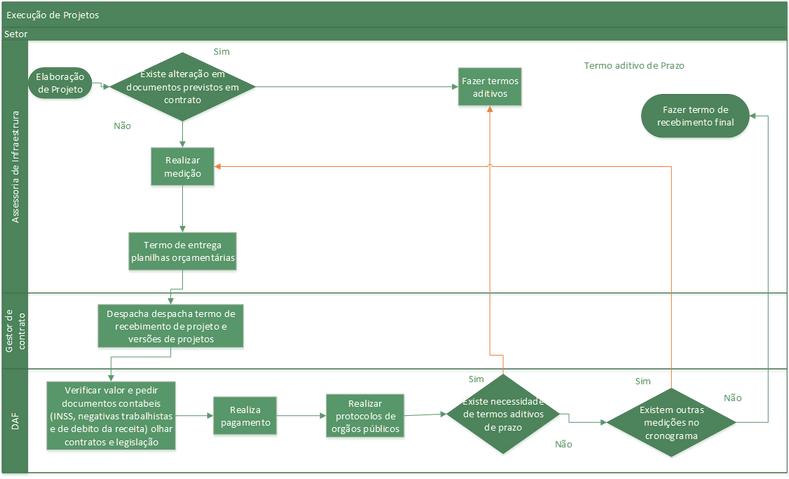 Execução de Projetos
Setor
Assessoria de Infraestrura
Elaboração
de Projeto
Existe alteração em
documentos previstos em
contrato
Sim
Não
Fazer termos
aditivos
Termo aditivo de Prazo
Fazer termo de
recebimento final
Realizar
medição
Termo de entrega
planilhas orçamentárias
Gestor de
contrato
Despacha despacha termo de
recebimento de projeto e
versões de projetos
DAF
Verificar valor e pedir
documentos contabeis
(INSS, negativas trabalhistas
e de debito da receita) olhar
contratos e legislação
Realiza
pagamento
Realizar
protocolos de
orgãos públicos
Sim
Existe necessidade
de termos aditivos
de prazo
Não
Sim
Existem outras
medições no
cronograma
Não